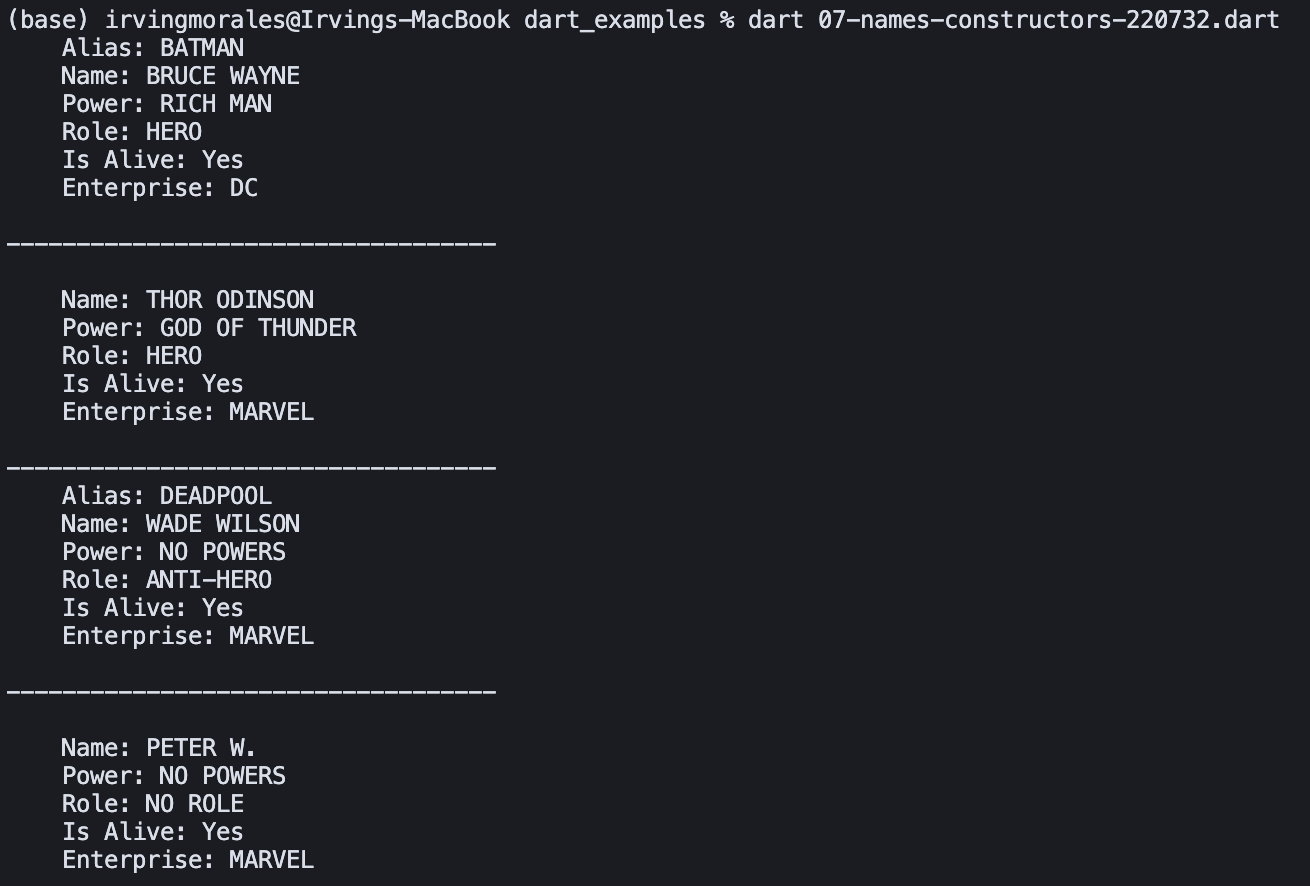 (base) irvingmorales@Irvings-MacBook dart_examples % dart 07-names-constructors-220732.dart
Alias: BATMAN
Name: BRUCE WAYNE
Power: RICH MAN
Role: HERO
Is Alive: Yes
Enterprise: DC
-----------------------------------
Name: THOR ODINSON
Power: GOD OF THUNDER
Role: HERO
Is Alive: Yes
Enterprise: MARVEL
-----------------------------------
Alias: DEADPOOL
Name: WADE WILSON
Power: NO POWERS
Role: ANTI-HERO
Is Alive: Yes
Enterprise: MARVEL
-----------------------------------
Name: PETER W.
Power: NO POWERS
Role: NO ROLE
Is Alive: Yes
Enterprise: MARVEL